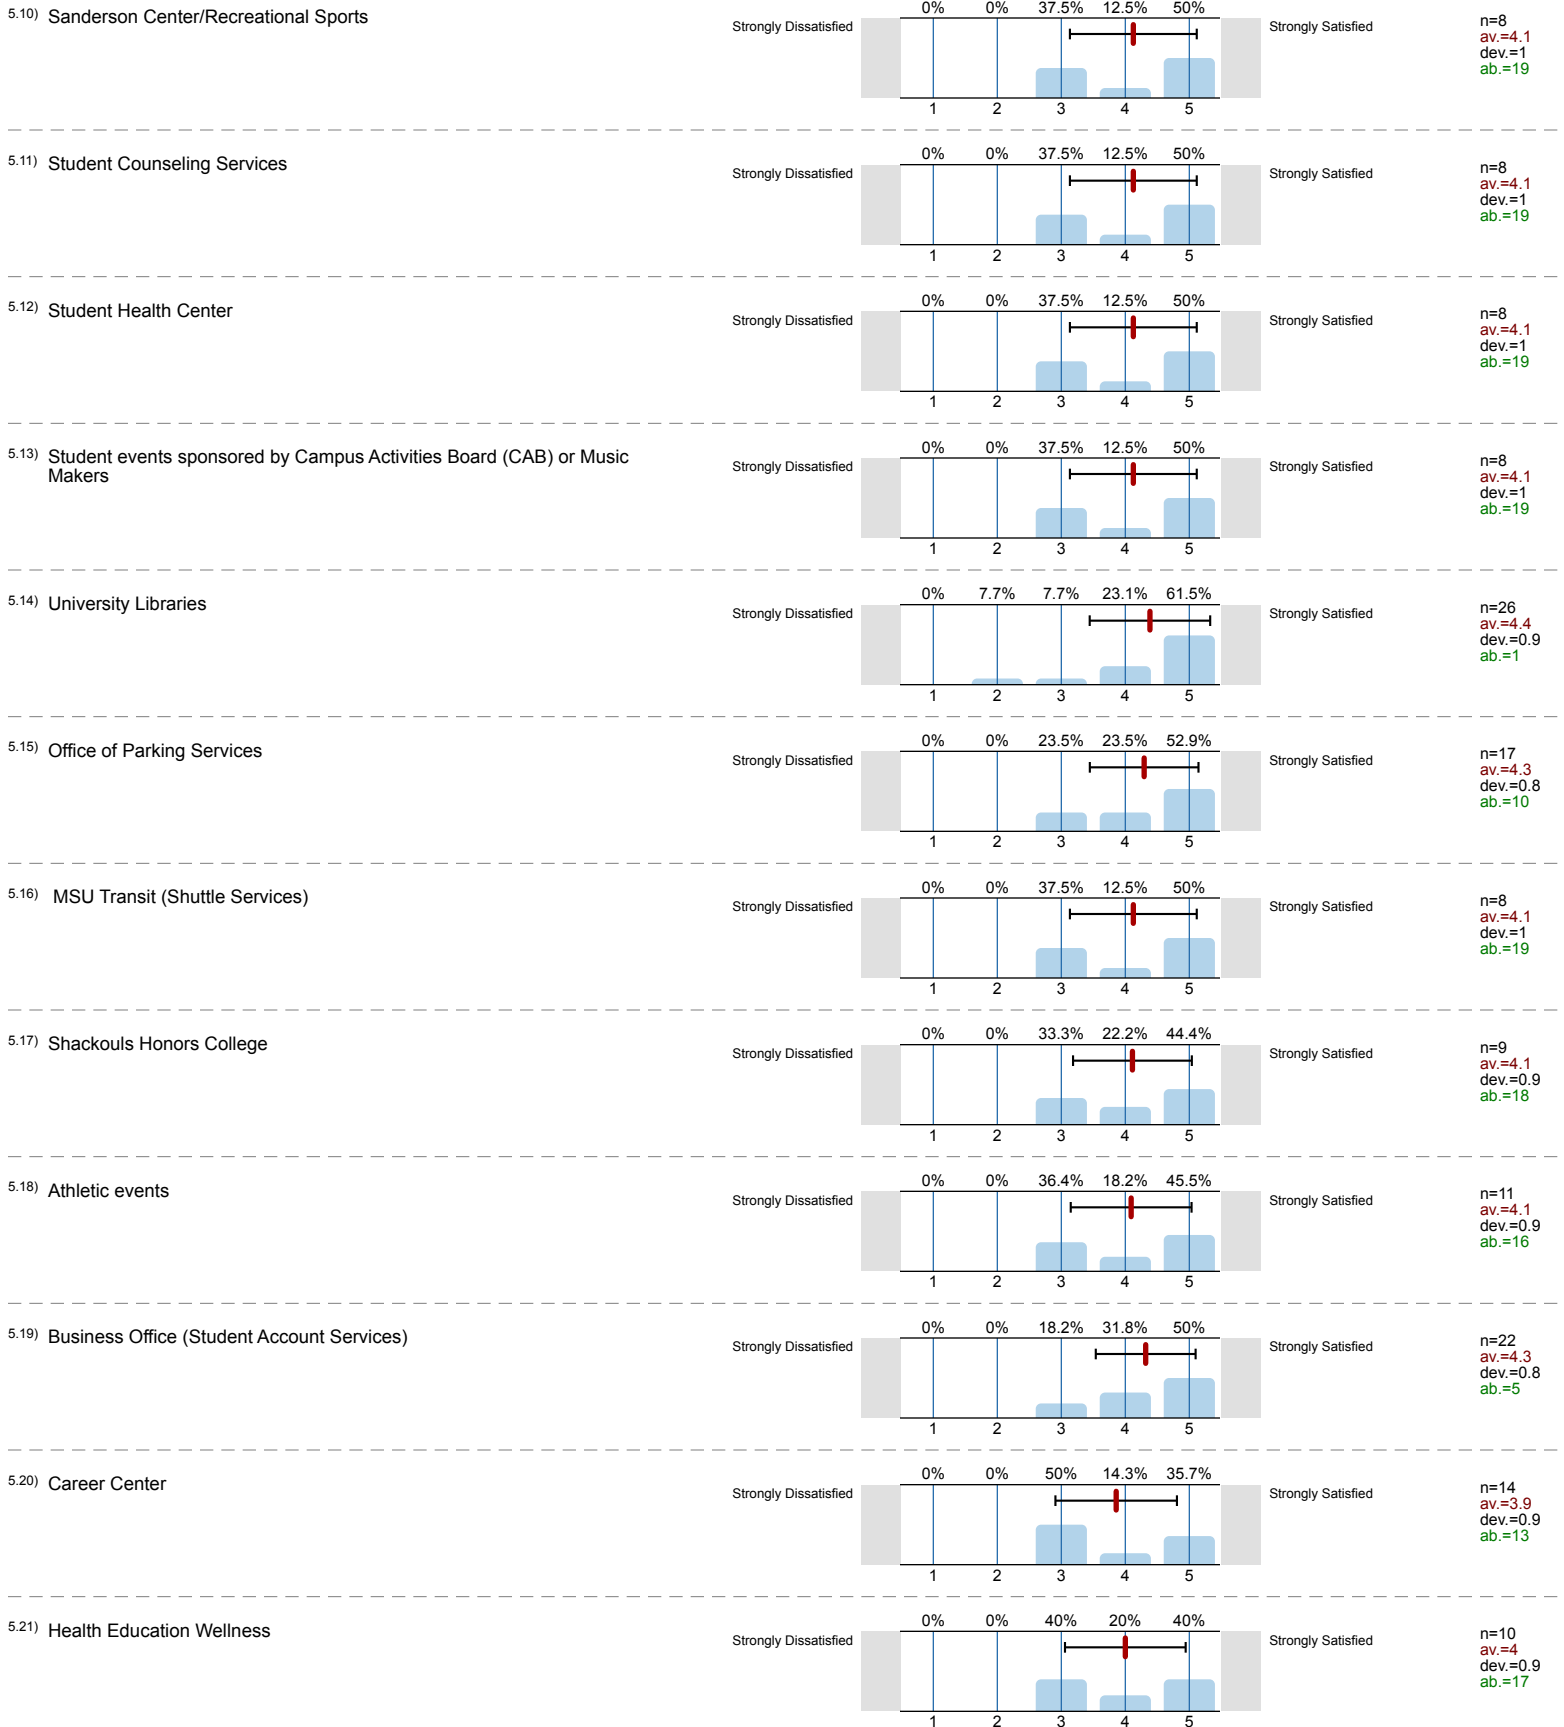 5.10) Sanderson Center/Recreational Sports
0% 0% 37.5% 12.5% 50%
Strongly Dissatisfied Strongly Satisfied
n=8
av.=4.1
dev.=1
ab.=19
1 2 3 4 5
5.11) Student Counseling Services
0% 0% 37.5% 12.5% 50%
Strongly Dissatisfied Strongly Satisfied
n=8
av.=4.1
dev.=1
ab.=19
1 2 3 4 5
5.12) Student Health Center
0% 0% 37.5% 12.5% 50%
Strongly Dissatisfied Strongly Satisfied
n=8
av.=4.1
dev.=1
ab.=19
1 2 3 4 5
5.13) Student events sponsored by Campus Activities Board (CAB) or Music
Makers
0% 0% 37.5% 12.5% 50%
Strongly Dissatisfied Strongly Satisfied
n=8
av.=4.1
dev.=1
ab.=19
1 2 3 4 5
5.14) University Libraries
0% 7.7% 7.7% 23.1% 61.5%
Strongly Dissatisfied Strongly Satisfied
n=26
av.=4.4
dev.=0.9
ab.=1
1 2 3 4 5
5.15) Office of Parking Services
0% 0% 23.5% 23.5% 52.9%
Strongly Dissatisfied Strongly Satisfied
n=17
av.=4.3
dev.=0.8
ab.=10
1 2 3 4 5
5.16) MSU Transit (Shuttle Services)
0% 0% 37.5% 12.5% 50%
Strongly Dissatisfied Strongly Satisfied
n=8
av.=4.1
dev.=1
ab.=19
1 2 3 4 5
5.17) Shackouls Honors College
0% 0% 33.3% 22.2% 44.4%
Strongly Dissatisfied Strongly Satisfied
n=9
av.=4.1
dev.=0.9
ab.=18
1 2 3 4 5
5.18) Athletic events
0% 0% 36.4% 18.2% 45.5%
Strongly Dissatisfied Strongly Satisfied
n=11
av.=4.1
dev.=0.9
ab.=16
1 2 3 4 5
5.19) Business Office (Student Account Services)
0% 0% 18.2% 31.8% 50%
Strongly Dissatisfied Strongly Satisfied
n=22
av.=4.3
dev.=0.8
ab.=5
1 2 3 4 5
5.20) Career Center
0% 0% 50% 14.3% 35.7%
Strongly Dissatisfied Strongly Satisfied
n=14
av.=3.9
dev.=0.9
ab.=13
1 2 3 4 5
5.21) Health Education Wellness
0% 0% 40% 20% 40%
Strongly Dissatisfied Strongly Satisfied
n=10
av.=4
dev.=0.9
ab.=17
1 2 3 4 5